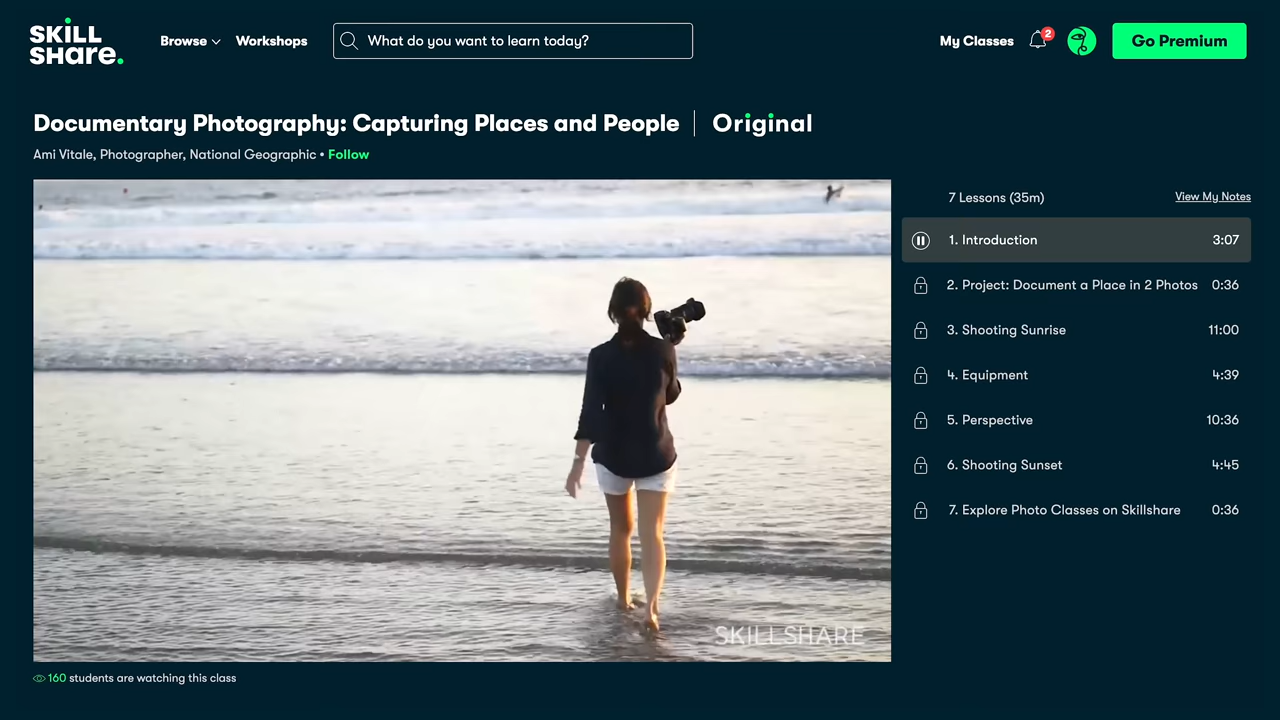 SKILL
SHare.
Browse
Workshops
What do you want to learn today?
My Classes
2
Go Premium
Documentary Photography: Capturing Places and People | Original
Ami Vitale, Photographer, National Geographic • Follow
7 Lessons (35m)
View My Notes
1. Introduction 3:07
2. Project: Document a Place in 2 Photos 0:36
3. Shooting Sunrise 11:00
4. Equipment 4:39
5. Perspective 10:36
6. Shooting Sunset 4:45
7. Explore Photo Classes on Skillshare 0:36
SKILLSHARE
160 students are watching this class